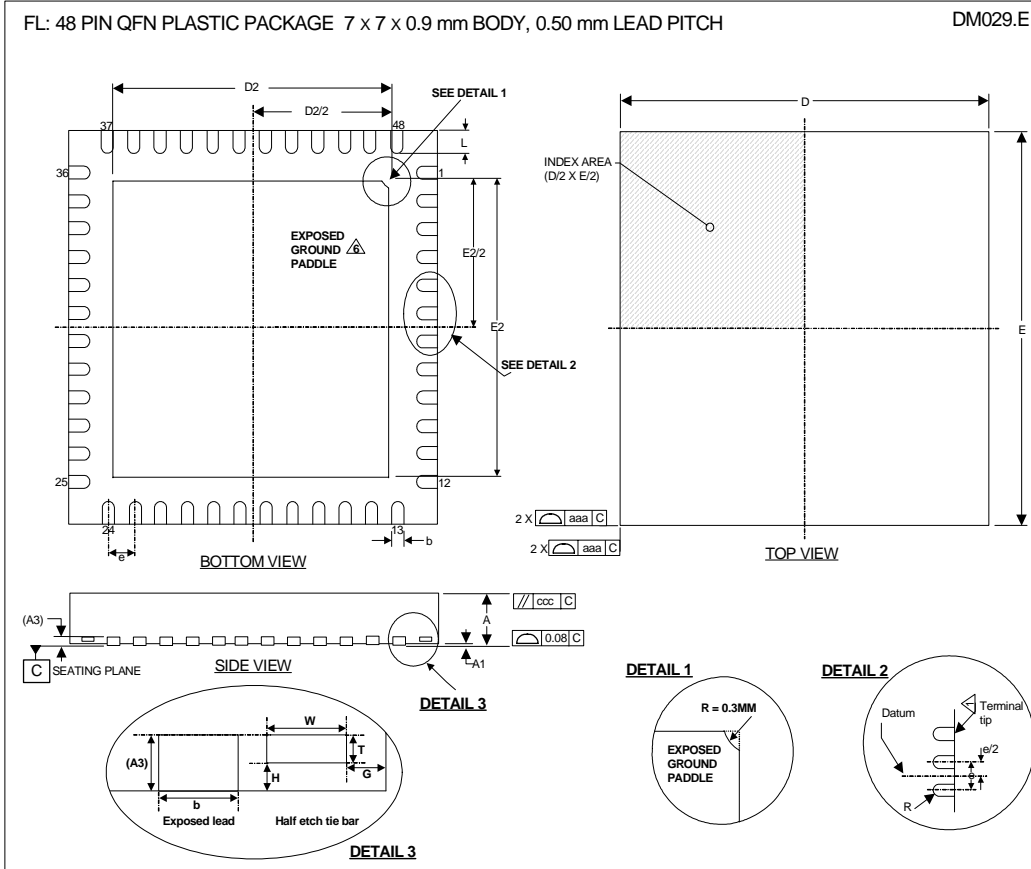 FL: 48 PIN QFN PLASTIC PACKAGE 7 x 7 x 0.9 mm BODY, 0.50 mm LEAD PITCH
DM029.E
D2
D2/2
SEE DETAIL 1
37
48
L
36
1
EXPOSED
GROUND 6
PADDLE
E2/2
E2
SEE DETAIL 2
25
12
24
13
e
b
BOTTOM VIEW
D
INDEX AREA
(D/2 X E/2)
E
2 X aaa C
2 X aaa C
TOP VIEW
(A3)
A
// ccc C
0.08 C
A1
C SEATING PLANE
SIDE VIEW
DETAIL 3
W
(A3)
T
H
G
b
Exposed lead
Half etch tie bar
DETAIL 3
DETAIL 1
R = 0.3MM
EXPOSED
GROUND
PADDLE
DETAIL 2
Datum
1 Terminal
tip
e/2
e
R